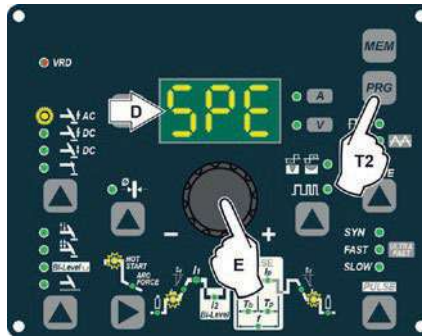 MEM
VRD
PRG
D
SPE
A
V
AC
DC
DC
T2
SYN
FAST
ULTRA FAST
SLOW
PULSE
- +
E
HOT START
ARC FORCE
I1
I2
Bi-Level
Bi-Level
Ip
Tb
Tp
f